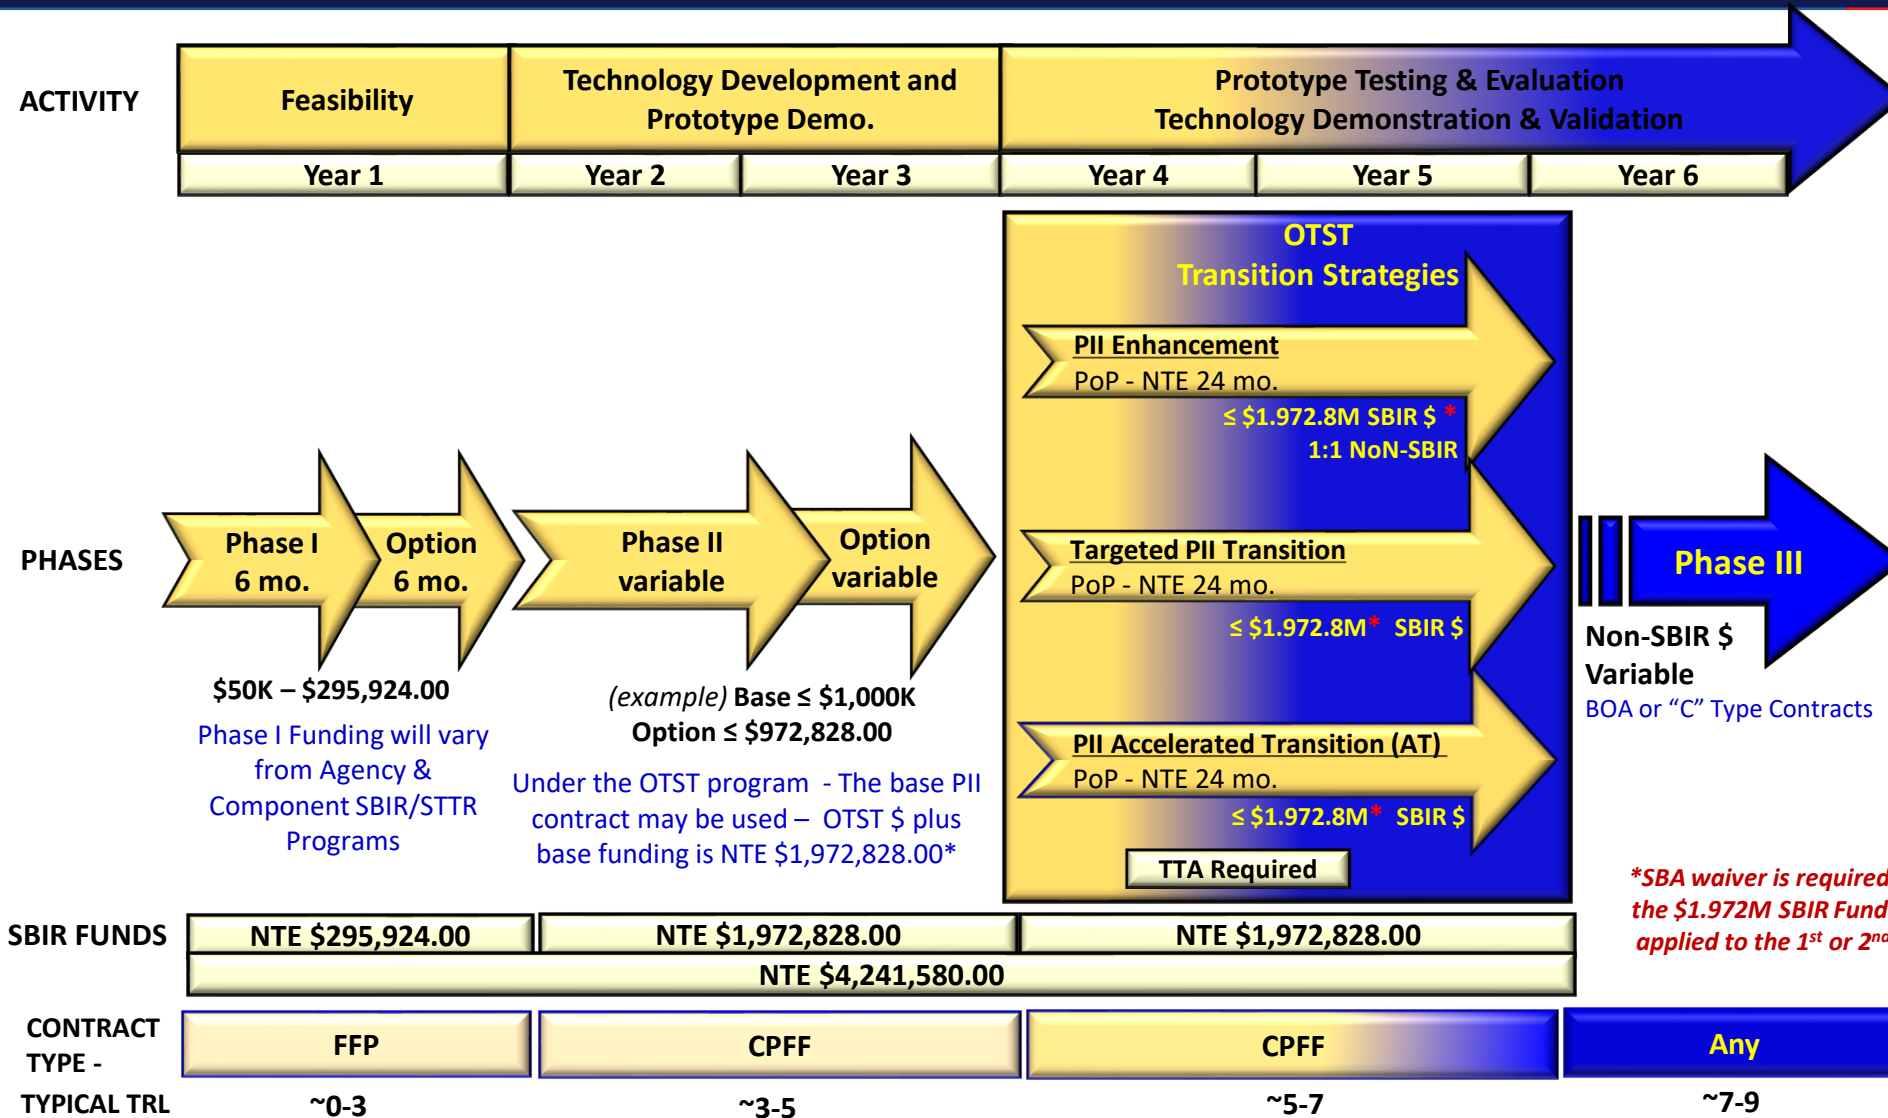 ACTIVITY
Feasibility
Technology Development and
Prototype Demo.
Prototype Testing & Evaluation
Technology Demonstration & Validation
Year 1
Year 2
Year 3
Year 4
Year 5
Year 6
OTST
Transition Strategies
PII Enhancement
PoP - NTE 24 mo.
≤ $1.972.8M SBIR $ *
1:1 NoN-SBIR
PHASES
Phase I
6 mo.
Option
6 mo.
Phase II
variable
Option
variable
Targeted PII Transition
PoP - NTE 24 mo.
≤ $1.972.8M* SBIR $
Phase III
Non-SBIR $
Variable
BOA or “C” Type Contracts
$50K – $295,924.00
Phase I Funding will vary
from Agency &
Component SBIR/STTR
Programs
(example) Base ≤ $1,000K
Option ≤ $972,828.00
Under the OTST program - The base PII
contract may be used – OTST $ plus
base funding is NTE $1,972,828.00*
PII Accelerated Transition (AT)
PoP - NTE 24 mo.
≤ $1.972.8M* SBIR $
TTA Required
*SBA waiver is required
the $1.972M SBIR Fund
applied to the 1st or 2nd
SBIR FUNDS
NTE $295,924.00
NTE $1,972,828.00
NTE $1,972,828.00
NTE $4,241,580.00
CONTRACT
TYPE -
FFP
CPFF
CPFF
Any
TYPICAL TRL
~0-3
~3-5
~5-7
~7-9